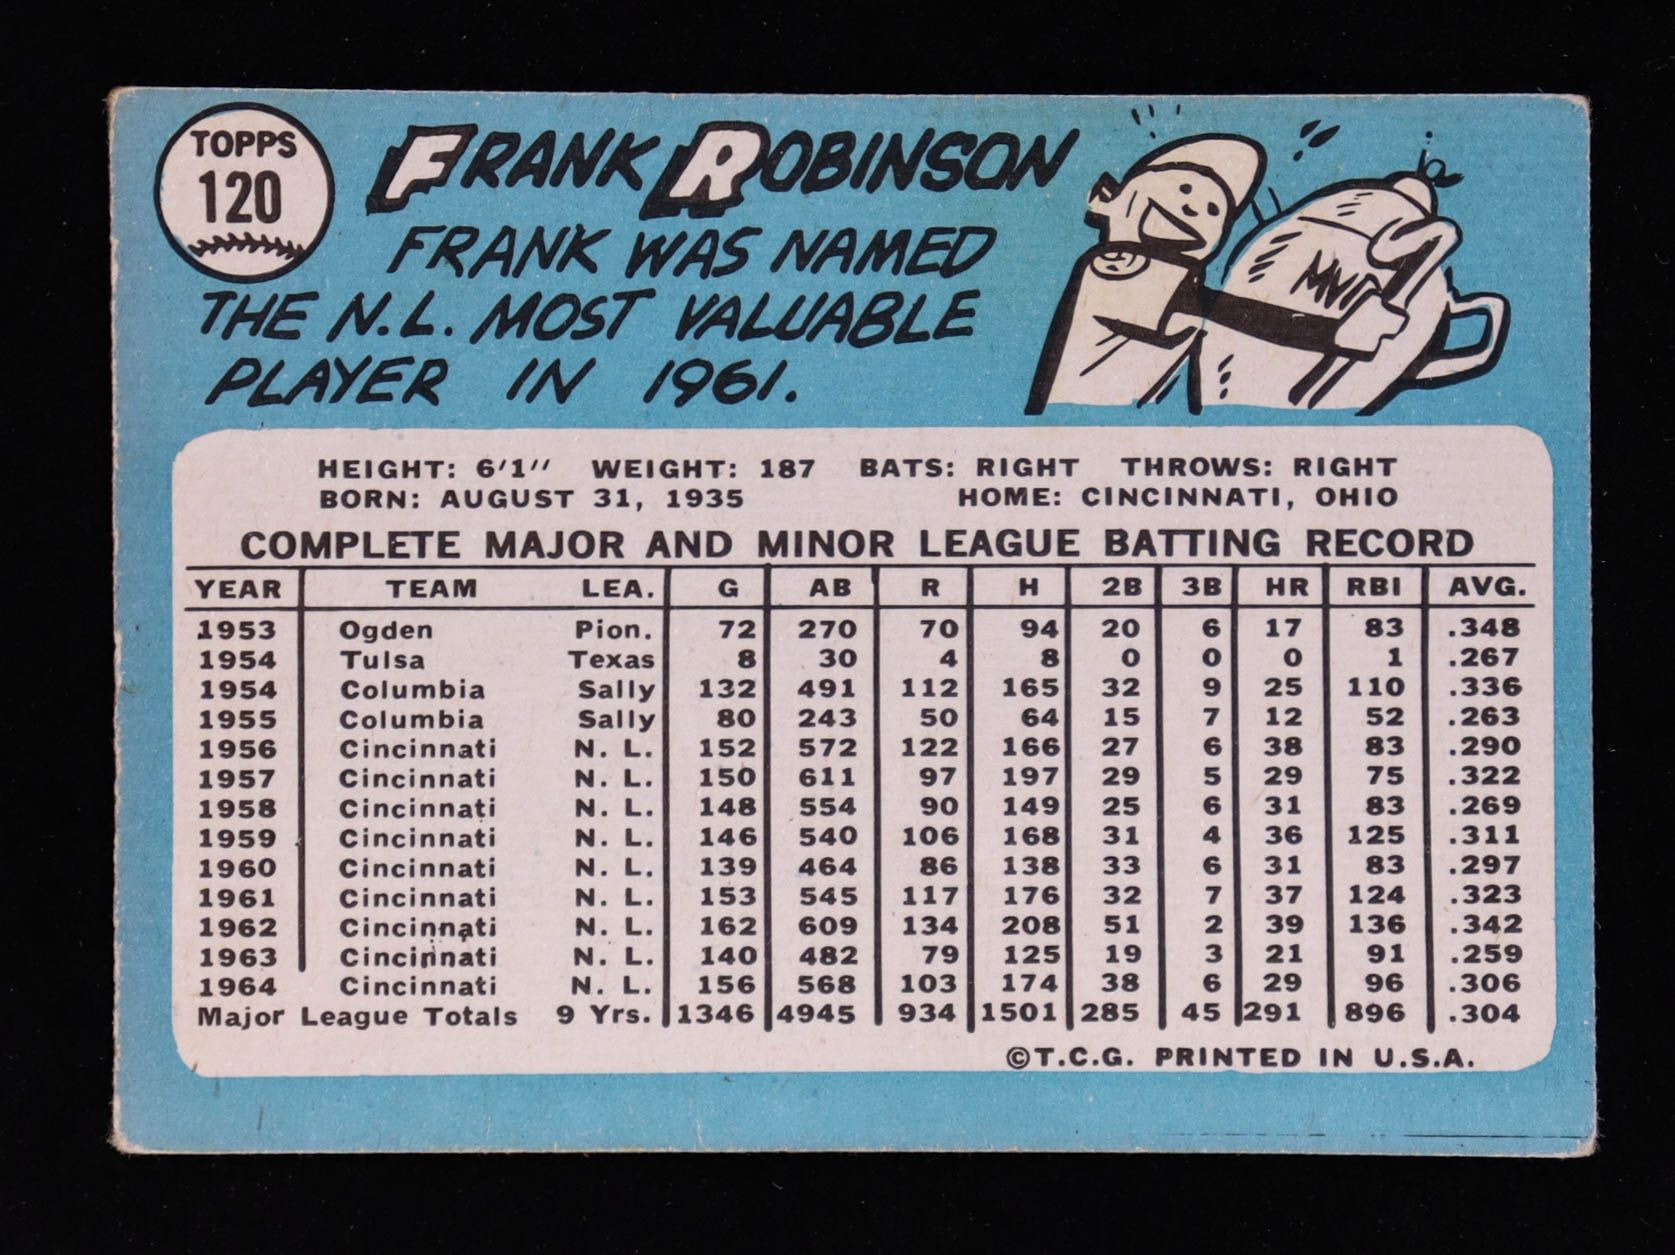 TOPPS
120
FRANK ROBINSON
FRANK WAS NAMED
THE N.L. MOST VALUABLE
PLAYER IN 1961.
MVP
HEIGHT: 6'1" WEIGHT: 187 BATS: RIGHT THROWS: RIGHT
BORN: AUGUST 31, 1935 HOME: CINCINNATI, OHIO
COMPLETE MAJOR AND MINOR LEAGUE BATTING RECORD
YEAR TEAM LEA. G AB R H 2B 3B HR RBI AVG.
1953 Ogden Pion. 72 270 70 94 20 6 17 83 .348
1954 Tulsa Texas 8 30 4 8 0 0 0 1 .267
1954 Columbia Sally 132 491 112 165 32 9 25 110 .336
1955 Columbia Sally 80 243 50 64 15 7 12 52 .263
1956 Cincinnati N. L. 152 572 122 166 27 6 38 83 .290
1957 Cincinnati N. L. 150 611 97 197 29 5 29 75 .322
1958 Cincinnati N. L. 148 554 90 149 25 6 31 83 .269
1959 Cincinnati N. L. 146 540 106 168 31 4 36 125 .311
1960 Cincinnati N. L. 139 464 86 138 33 6 31 83 .297
1961 Cincinnati N. L. 153 545 117 176 32 7 37 124 .323
1962 Cincinnati N. L. 162 609 134 208 51 2 39 136 .342
1963 Cincinnati N. L. 140 482 79 125 19 3 21 91 .259
1964 Cincinnati N. L. 156 568 103 174 38 6 29 96 .306
Major League Totals 9 Yrs. 1346 4945 934 1501 285 45 291 896 .304
©T.C.G. PRINTED IN U.S.A.